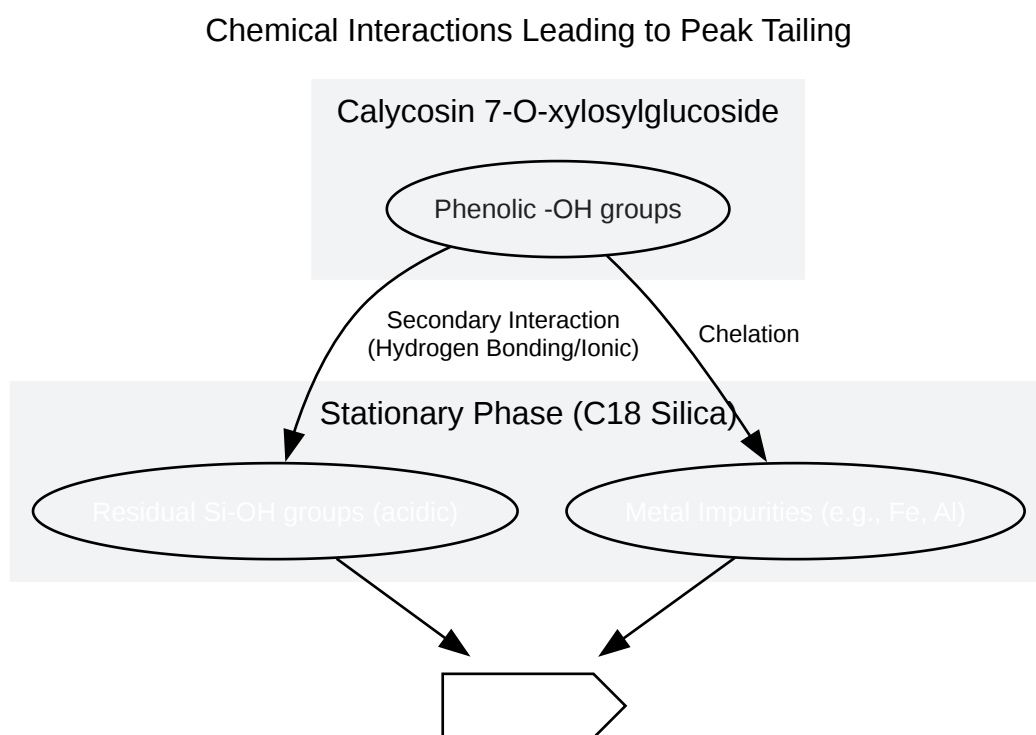 Chemical Interactions Leading to Peak Tailing
Calycosin 7-O-xylosylglucoside
Phenolic -OH groups
Secondary Interaction
(Hydrogen Bonding/Ionic)
Chelation
Stationary Phase (C18 Silica)
Residual Si-OH groups (acidic)
Metal Impurities (e.g., Fe, Al)